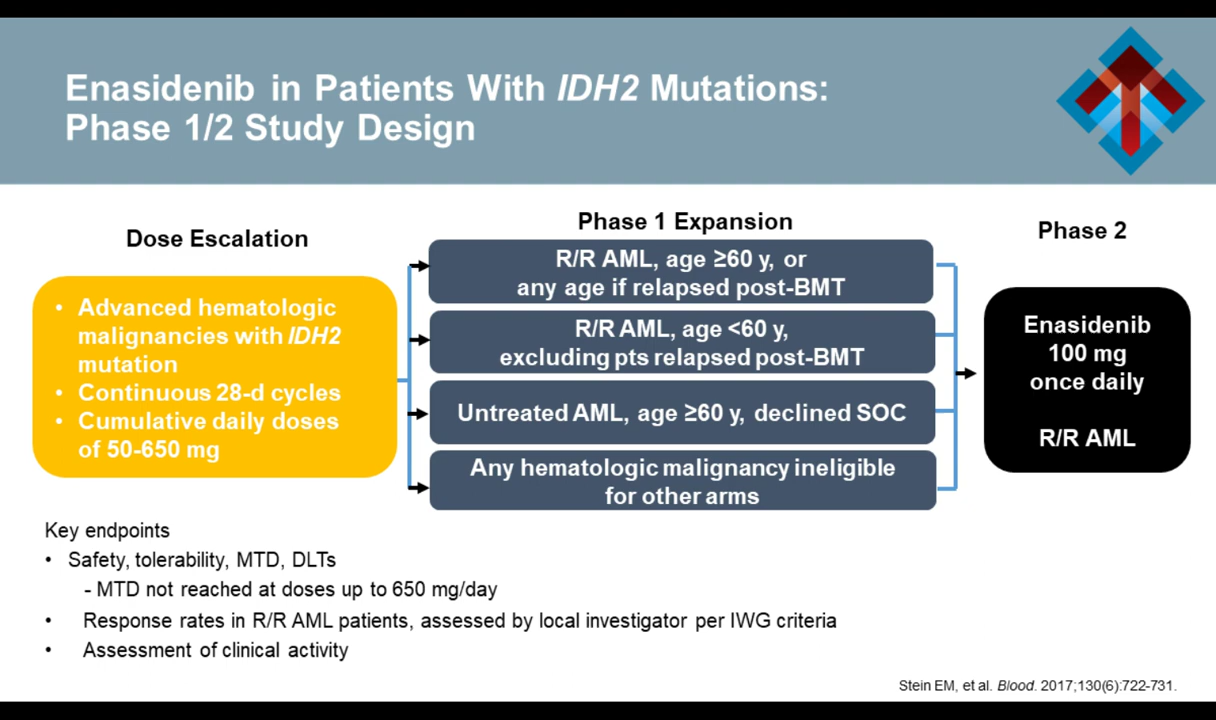 Enasidenib in Patients With IDH2 Mutations:
Phase 1/2 Study Design
Dose Escalation
• Advanced hematologic
malignancies with IDH2
mutation
• Continuous 28-d cycles
• Cumulative daily doses
of 50-650 mg
Phase 1 Expansion
R/R AML, age ≥60 y, or
any age if relapsed post-BMT
R/R AML, age <60 y,
excluding pts relapsed post-BMT
Untreated AML, age ≥60 y, declined SOC
Any hematologic malignancy ineligible
for other arms
Phase 2
Enasidenib
100 mg
once daily
R/R AML
Key endpoints
• Safety, tolerability, MTD, DLTs
- MTD not reached at doses up to 650 mg/day
• Response rates in R/R AML patients, assessed by local investigator per IWG criteria
• Assessment of clinical activity
Stein EM, et al. Blood. 2017;130(6):722-731.